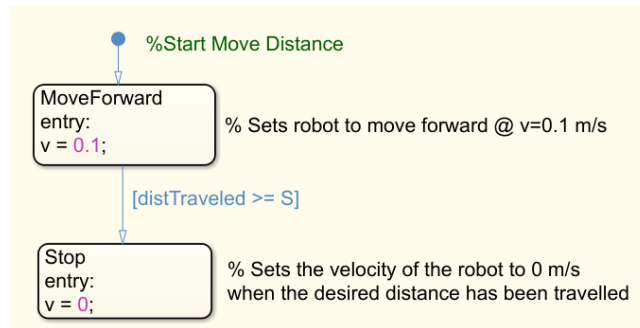 %Start Move Distance
MoveForward
entry:
v = 0.1;
% Sets robot to move forward @ v=0.1 m/s
[distTraveled >= S]
Stop
entry:
v = 0;
% Sets the velocity of the robot to 0 m/s
when the desired distance has been travelled